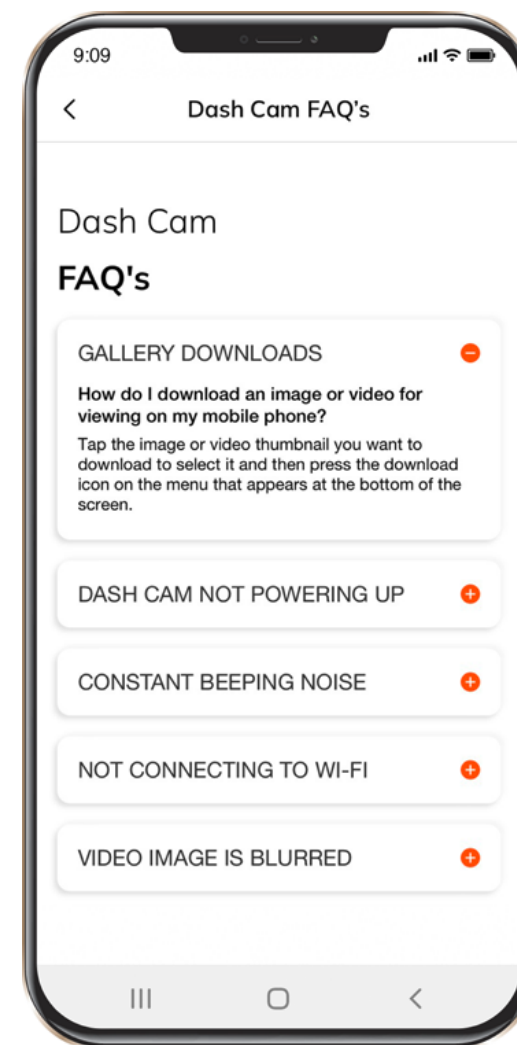 9:09
Dash Cam FAQ's
Dash Cam
FAQ's
GALLERY DOWNLOADS
How do I download an image or video for
viewing on my mobile phone?
Tap the image or video thumbnail you want to
download to select it and then press the download
icon on the menu that appears at the bottom of the
screen.
DASH CAM NOT POWERING UP
CONSTANT BEEPING NOISE
NOT CONNECTING TO WI-FI
VIDEO IMAGE IS BLURRED